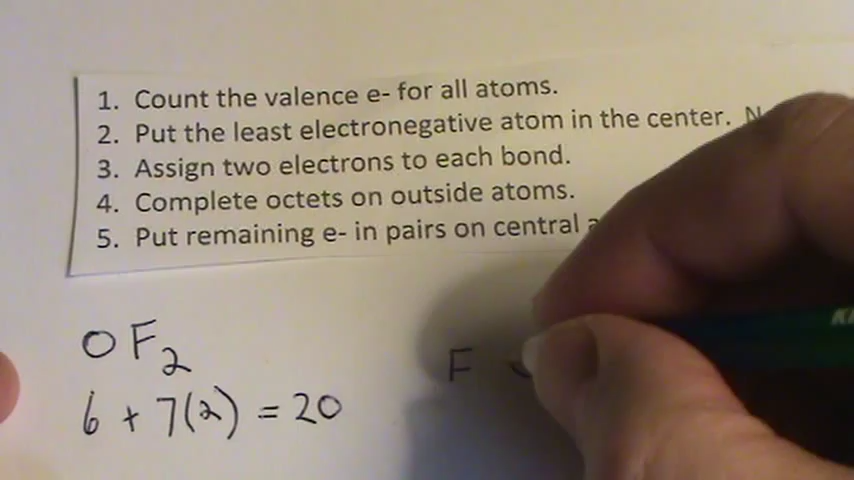 1. Count the valence e- for all atoms.
2. Put the least electronegative atom in the center.
3. Assign two electrons to each bond.
4. Complete octets on outside atoms.
5. Put remaining e- in pairs on central
OF₂
6 + 7(2) = 20
F